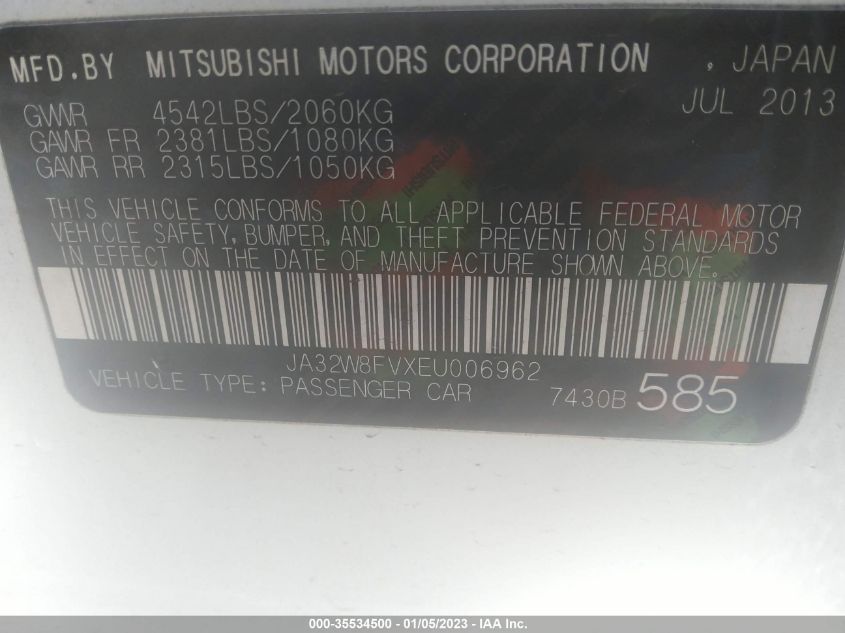 MFD.BY MITSUBISHI MOTORS CORPORATION , JAPAN
JUL 2013
GVWR 4542LBS/2060KG
GAWR FR 2381LBS/1080KG
GAWR RR 2315LBS/1050KG
THIS VEHICLE CONFORMS TO ALL APPLICABLE FEDERAL MOTOR
VEHICLE SAFETY, BUMPER, AND THEFT PREVENTION STANDARDS
IN EFFECT ON THE DATE OF MANUFACTURE SHOWN ABOVE.
JA32W8FVXEU006962
VEHICLE TYPE: PASSENGER CAR 7430B 585
000-35534500 - 01/05/2023 - IAAI.COM